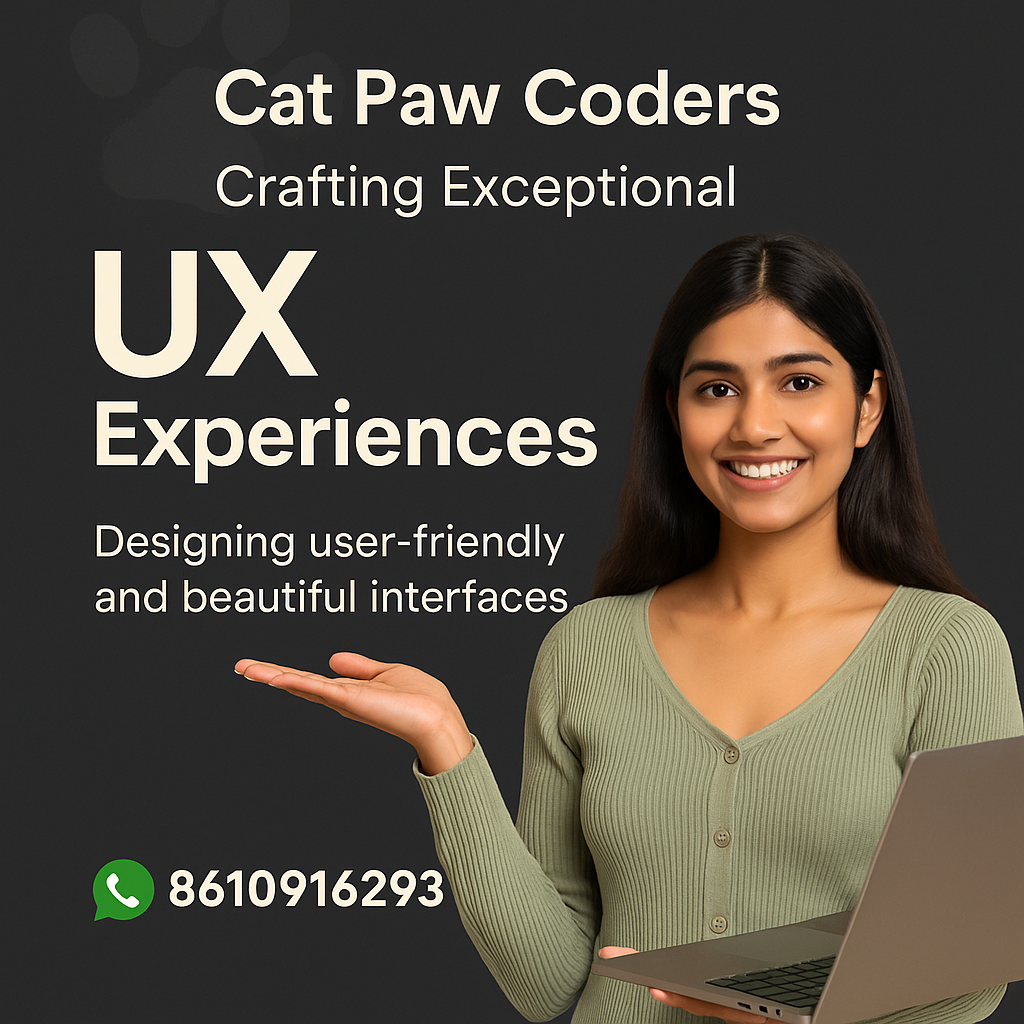 Cat Paw Coders
Crafting Exceptional
UX
Experiences
Designing user-friendly
and beautiful interfaces
8610916293